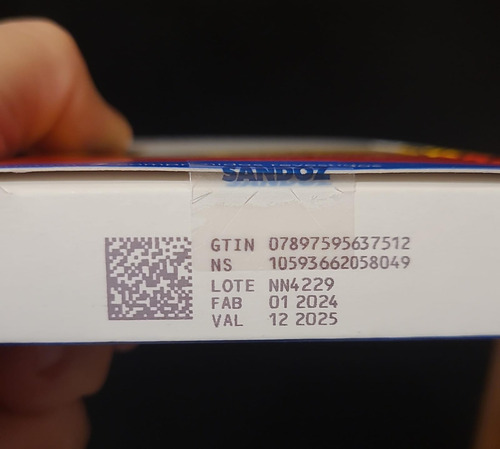 SANDOZ
GTIN 07897595637512
NS 10593662058049
LOTE NN4229
FAB 01 2024
VAL 12 2025